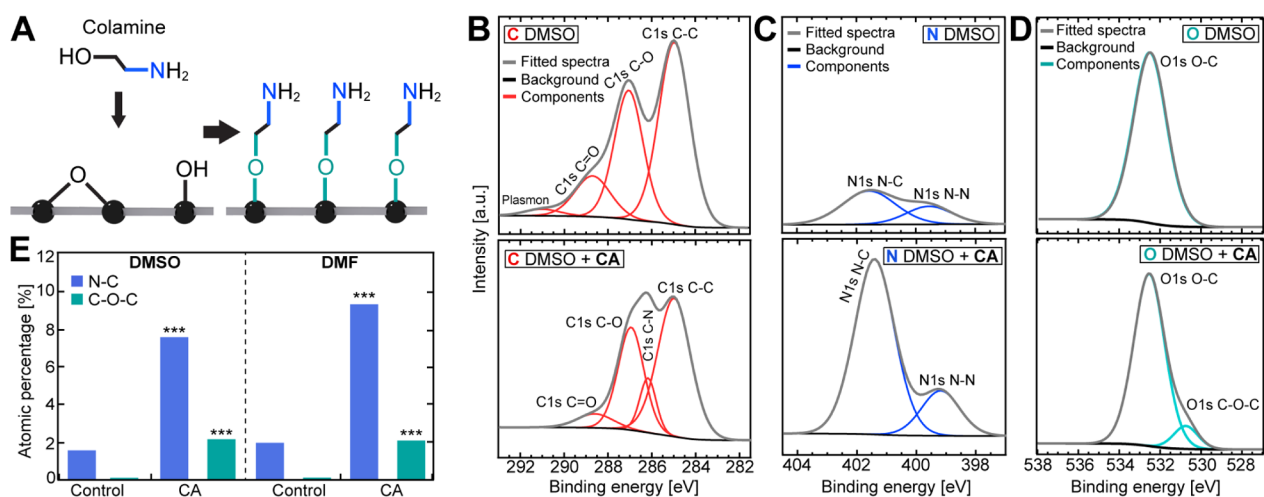 A
Colamine
HO
NH2
O
OH
NH2 NH2 NH2
O O O
B
C DMSO
C1s C-C
Fitted spectra
Background
Components
C1s C-O
C1s C=O
Plasmon
C DMSO + CA
C1s C-C
C1s C-O
C1s C-N
C1s C=O
Intensity [a.u.]
292 290 288 286 284 282
Binding energy [eV]
C
N DMSO
Fitted spectra
Background
Components
N1s N-C
N1s N-N
N DMSO + CA
N1s N-C
N1s N-N
404 402 400 398
Binding energy [eV]
D
Fitted spectra
Background
Components
O DMSO
O1s O-C
O DMSO + CA
O1s O-C
O1s C-O-C
538 536 534 532 530 528
Binding energy [eV]
E
DMSO DMF
N-C
C-O-C
Atomic percentage [%]
12
10
8
6
4
2
0
*** *** *** ***
Control CA Control CA